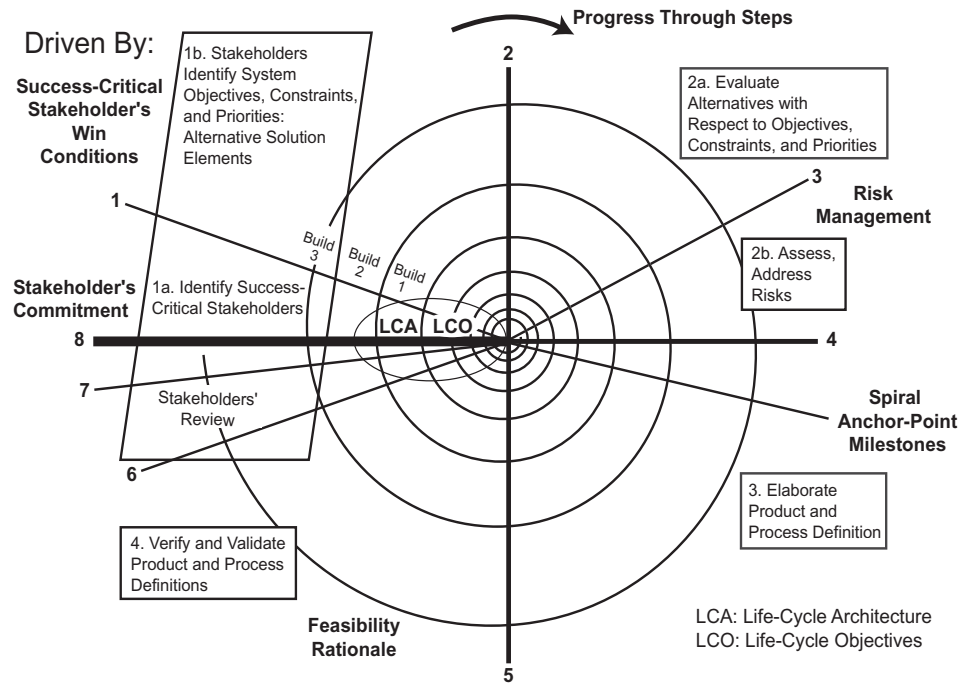 Progress Through Steps
Driven By:
Success-Critical
Stakeholder's
Win
Conditions
1b. Stakeholders
Identify System
Objectives, Constraints,
and Priorities:
Alternative Solution
Elements
2
2a. Evaluate
Alternatives with
Respect to Objectives,
Constraints, and Priorities
3
Risk
Management
1
Build
3
Build
2
Build
1
2b. Assess,
Address
Risks
Stakeholder's
Commitment
1a. Identify Success-
Critical Stakeholders
LCA
LCO
8
4
7
Stakeholders'
Review
6
Spiral
Anchor-Point
Milestones
3. Elaborate
Product and
Process Definition
4. Verify and Validate
Product and Process
Definitions
Feasibility
Rationale
5
LCA: Life-Cycle Architecture
LCO: Life-Cycle Objectives